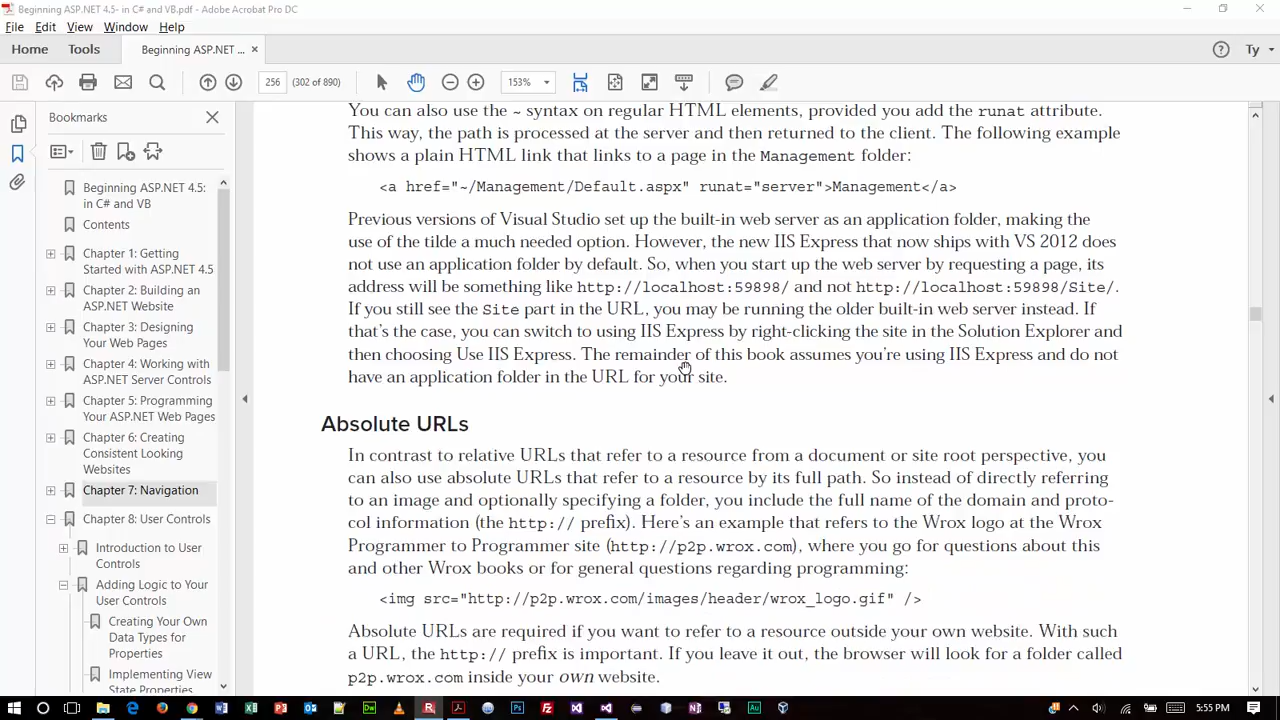 Beginning ASP.NET 4.5- in C# and VB.pdf - Adobe Acrobat Pro DC
File Edit View Window Help
Home Tools Beginning ASP.NET ... × Ty
256 (302 of 890) 153%
Bookmarks
Beginning ASP.NET 4.5:
in C# and VB
Contents
Chapter 1: Getting
Started with ASP.NET 4.5
Chapter 2: Building an
ASP.NET Website
Chapter 3: Designing
Your Web Pages
Chapter 4: Working with
ASP.NET Server Controls
Chapter 5: Programming
Your ASP.NET Web Pages
Chapter 6: Creating
Consistent Looking
Websites
Chapter 7: Navigation
Chapter 8: User Controls
Introduction to User
Controls
Adding Logic to Your
User Controls
Creating Your Own
Data Types for
Properties
Implementing View
State Properties
You can also use the ~ syntax on regular HTML elements, provided you add the runat attribute.
This way, the path is processed at the server and then returned to the client. The following example
shows a plain HTML link that links to a page in the Management folder:
<a href="~/Management/Default.aspx" runat="server">Management</a>
Previous versions of Visual Studio set up the built-in web server as an application folder, making the
use of the tilde a much needed option. However, the new IIS Express that now ships with VS 2012 does
not use an application folder by default. So, when you start up the web server by requesting a page, its
address will be something like http://localhost:59898/ and not http://localhost:59898/Site/.
If you still see the Site part in the URL, you may be running the older built-in web server instead. If
that's the case, you can switch to using IIS Express by right-clicking the site in the Solution Explorer and
then choosing Use IIS Express. The remainder of this book assumes you're using IIS Express and do not
have an application folder in the URL for your site.
Absolute URLs
In contrast to relative URLs that refer to a resource from a document or site root perspective, you
can also use absolute URLs that refer to a resource by its full path. So instead of directly referring
to an image and optionally specifying a folder, you include the full name of the domain and proto-
col information (the http:// prefix). Here's an example that refers to the Wrox logo at the Wrox
Programmer to Programmer site (http://p2p.wrox.com), where you go for questions about this
and other Wrox books or for general questions regarding programming:
<img src="http://p2p.wrox.com/images/header/wrox_logo.gif" />
Absolute URLs are required if you want to refer to a resource outside your own website. With such
a URL, the http:// prefix is important. If you leave it out, the browser will look for a folder called
p2p.wrox.com inside your own website.
5:55 PM